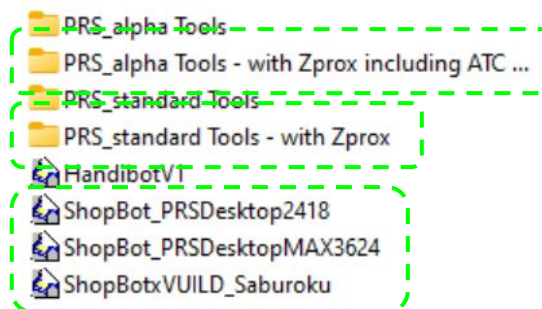 PRS_alpha Tools
PRS_alpha Tools - with Zprox including ATC ...
PRS_standard Tools
PRS_standard Tools - with Zprox
HandibotV1
ShopBot_PRSDesktop2418
ShopBot_PRSDesktopMAX3624
ShopBotxVUILD_Saburoku